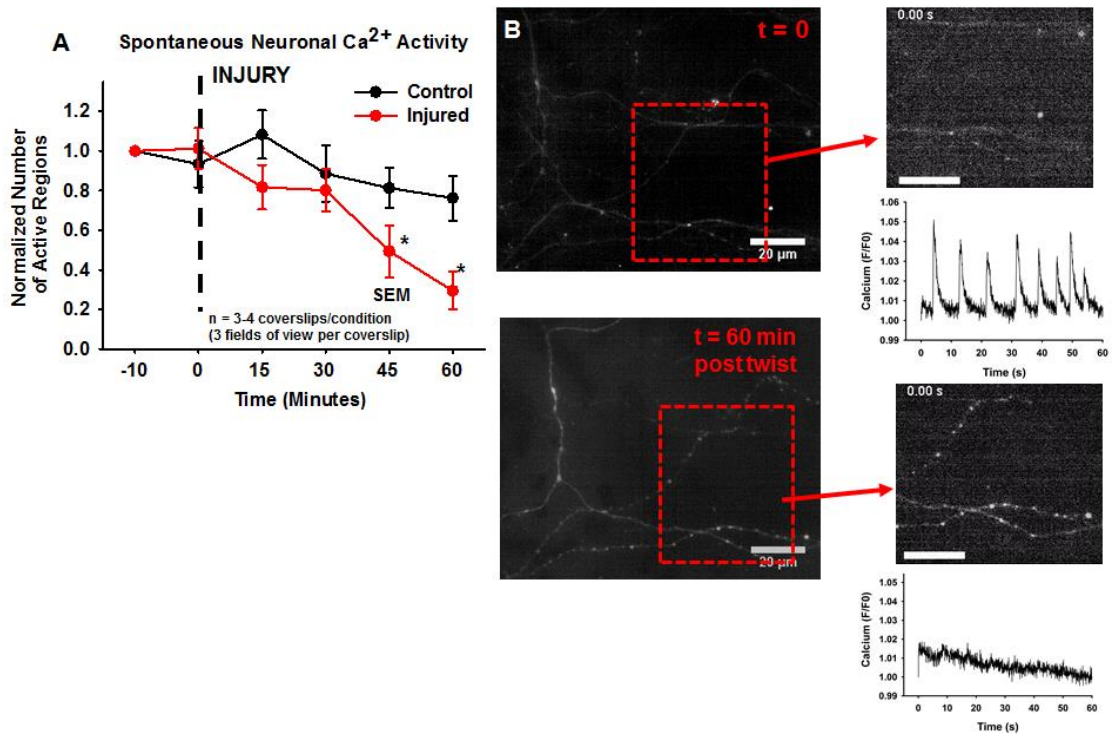 A
Spontaneous Neuronal Ca2+ Activity
INJURY
Control
Injured
Normalized Number
of Active Regions
1.2
1.0
0.8
0.6
0.4
0.2
0.0
*
*
SEM
n = 3-4 coverslips/condition
(3 fields of view per coverslip)
-10 0 15 30 45 60
Time (Minutes)
B
t = 0
20 µm
0.00 s
Calcium (F/F0)
1.06
1.05
1.04
1.03
1.02
1.01
1.00
0.99
0 10 20 30 40 50 60
Time (s)
t = 60 min
post twist
20 µm
0.00 s
Calcium (F/F0)
1.05
1.04
1.03
1.02
1.01
1.00
0.99
0 10 20 30 40 50 60
Time (s)